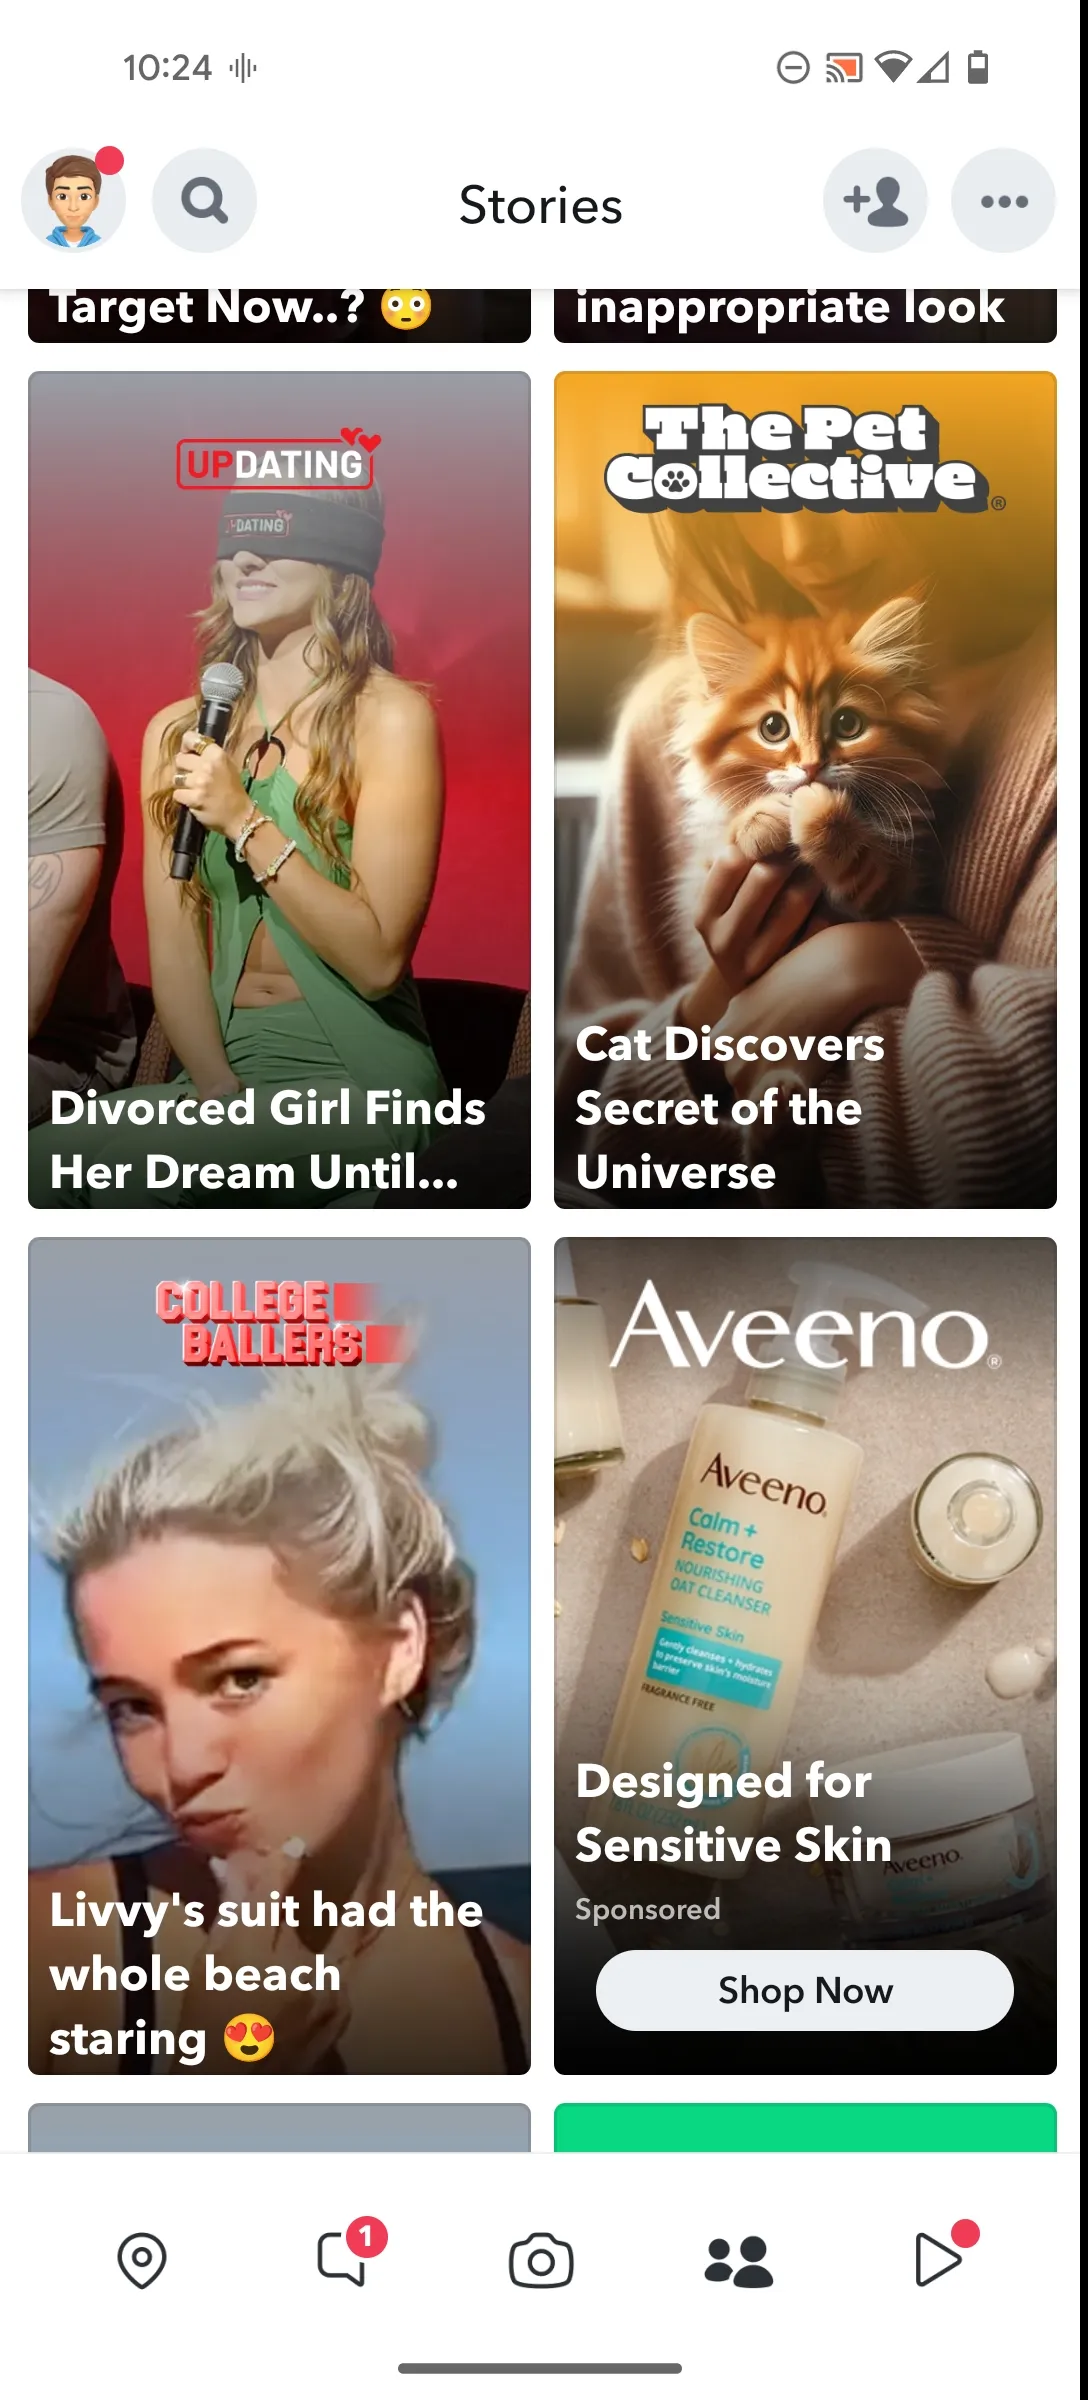 10:24
Stories
Target Now..? 😳
inappropriate look
UPDATING
UPDATING
Divorced Girl Finds
Her Dream Until...
The Pet
Collective®
Cat Discovers
Secret of the
Universe
COLLEGE
BALLERS
Livvy's suit had the
whole beach
staring 😍
Aveeno®
Aveeno.
Calm +
Restore
NOURISHING
OAT CLEANSER
Sensitive Skin
Gently cleanses + hydrates
to preserve skin's moisture
barrier
FRAGRANCE FREE
Designed for
Sensitive Skin
Aveeno.
Sponsored
Shop Now
1